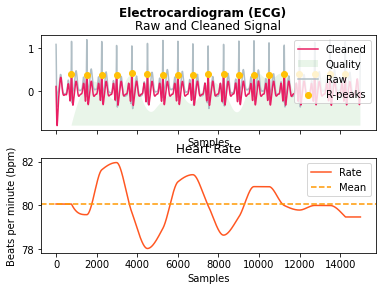 Electrocardiogram (ECG)
Raw and Cleaned Signal
1
0
Cleaned
Quality
Raw
R-peaks
Samples
Heart Rate
Beats per minute (bpm)
82
80
78
Rate
Mean
0 2000 4000 6000 8000 10000 12000 14000
Samples